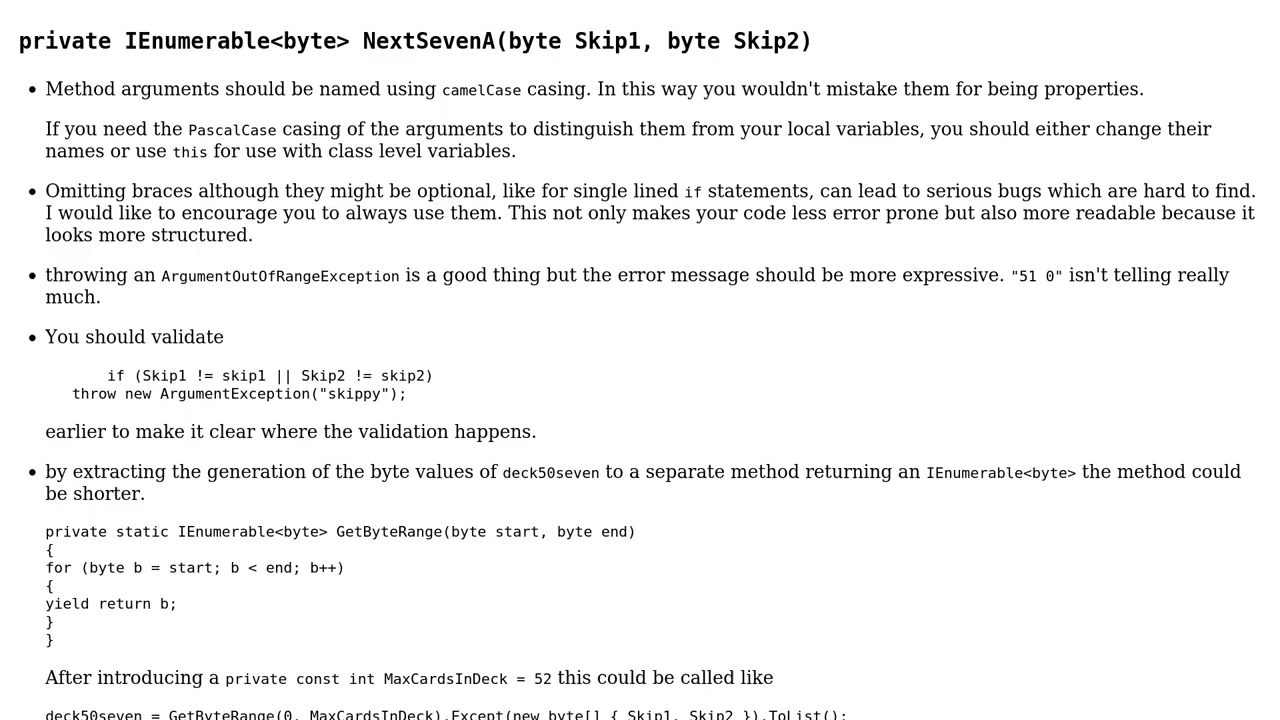 private IEnumerable<byte> NextSevenA(byte Skip1, byte Skip2)
• Method arguments should be named using camelCase casing. In this way you wouldn't mistake them for being properties.
If you need the PascalCase casing of the arguments to distinguish them from your local variables, you should either change their
names or use this for use with class level variables.
• Omitting braces although they might be optional, like for single lined if statements, can lead to serious bugs which are hard to find.
I would like to encourage you to always use them. This not only makes your code less error prone but also more readable because it
looks more structured.
• throwing an ArgumentOutOfRangeException is a good thing but the error message should be more expressive. "51 0" isn't telling really
much.
• You should validate
if (Skip1 != skip1 || Skip2 != skip2)
throw new ArgumentException("skippy");
earlier to make it clear where the validation happens.
• by extracting the generation of the byte values of deck50seven to a separate method returning an IEnumerable<byte> the method could
be shorter.
private static IEnumerable<byte> GetByteRange(byte start, byte end)
{
for (byte b = start; b < end; b++)
{
yield return b;
}
}
After introducing a private const int MaxCardsInDeck = 52 this could be called like
deck50seven = GetByteRange(0, MaxCardsInDeck).Except(new byte[] { Skip1, Skip2 }).ToList();